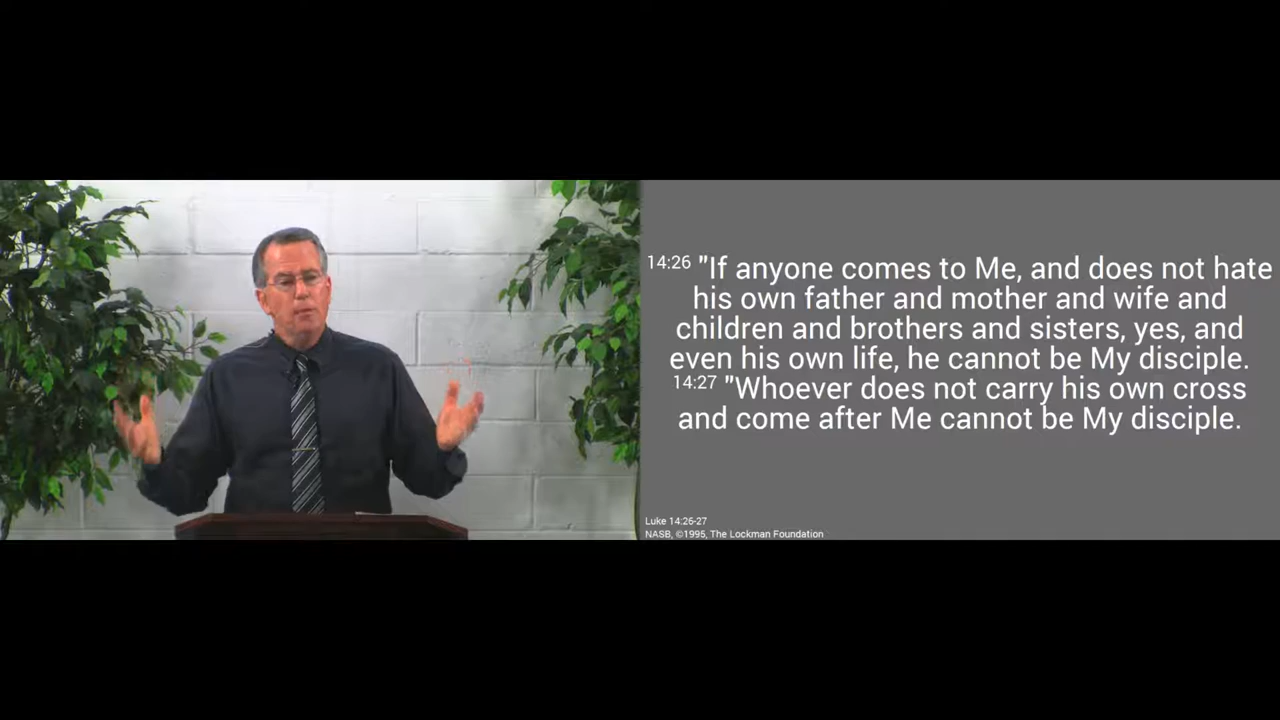 14:26 "If anyone comes to Me, and does not hate
his own father and mother and wife and
children and brothers and sisters, yes, and
even his own life, he cannot be My disciple.
14:27 "Whoever does not carry his own cross
and come after Me cannot be My disciple.
Luke 14:26-27
NASB, ©1995, The Lockman Foundation